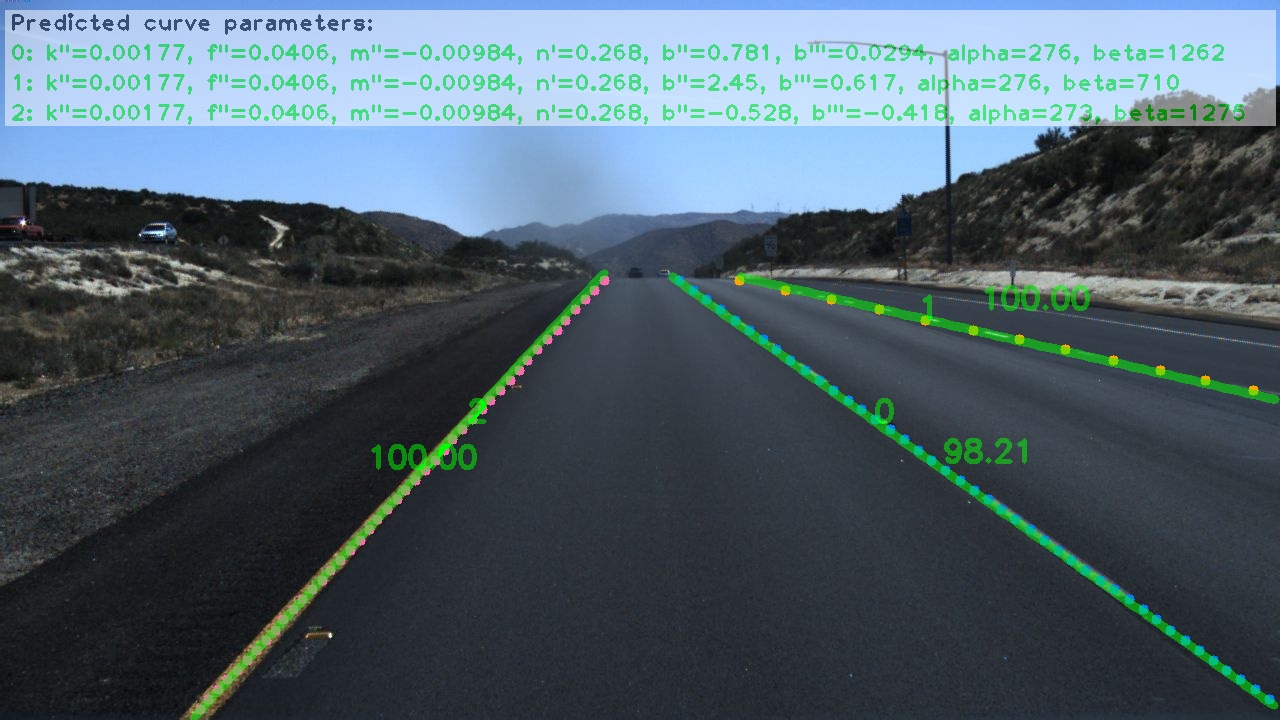 Predicted curve parameters:
0: k''=0.00177, f''=0.0406, m''=-0.00984, n'=0.268, b''=0.781, b'''=0.0294, alpha=276, beta=1262
1: k''=0.00177, f''=0.0406, m''=-0.00984, n'=0.268, b''=2.45, b'''=0.617, alpha=276, beta=710
2: k''=0.00177, f''=0.0406, m''=-0.00984, n'=0.268, b''=-0.528, b'''=-0.418, alpha=273, beta=1275
1 100.00
2 0
100.00 98.21